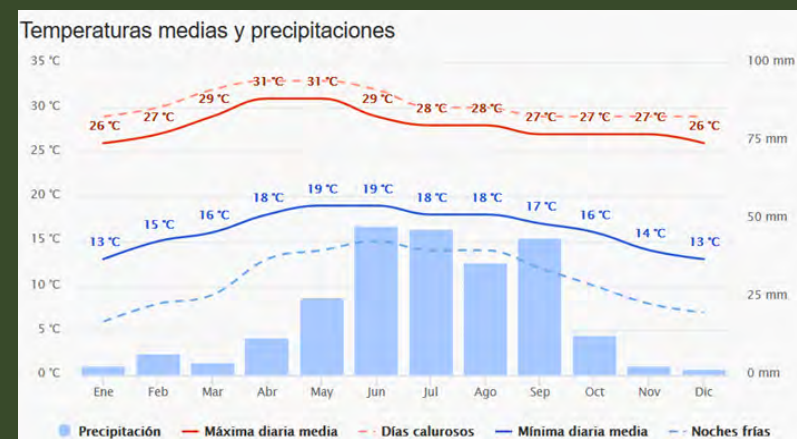 Temperaturas medias y precipitaciones
35 °C
100 mm
31 °C 31 °C
29 °C 29 °C
30 °C
28 °C 28 °C
26 °C 27 °C 27 °C 27 °C 27 °C 26 °C
25 °C
75 mm
20 °C
50 mm
18 °C 19 °C 19 °C 18 °C 18 °C
15 °C 16 °C 17 °C 16 °C
13 °C 14 °C 13 °C
15 °C
10 °C
25 mm
5 °C
0 °C
0 mm
Ene Feb Mar Abr May Jun Jul Ago Sep Oct Nov Dic
Precipitación Máxima diaria media Días calurosos Mínima diaria media Noches frías